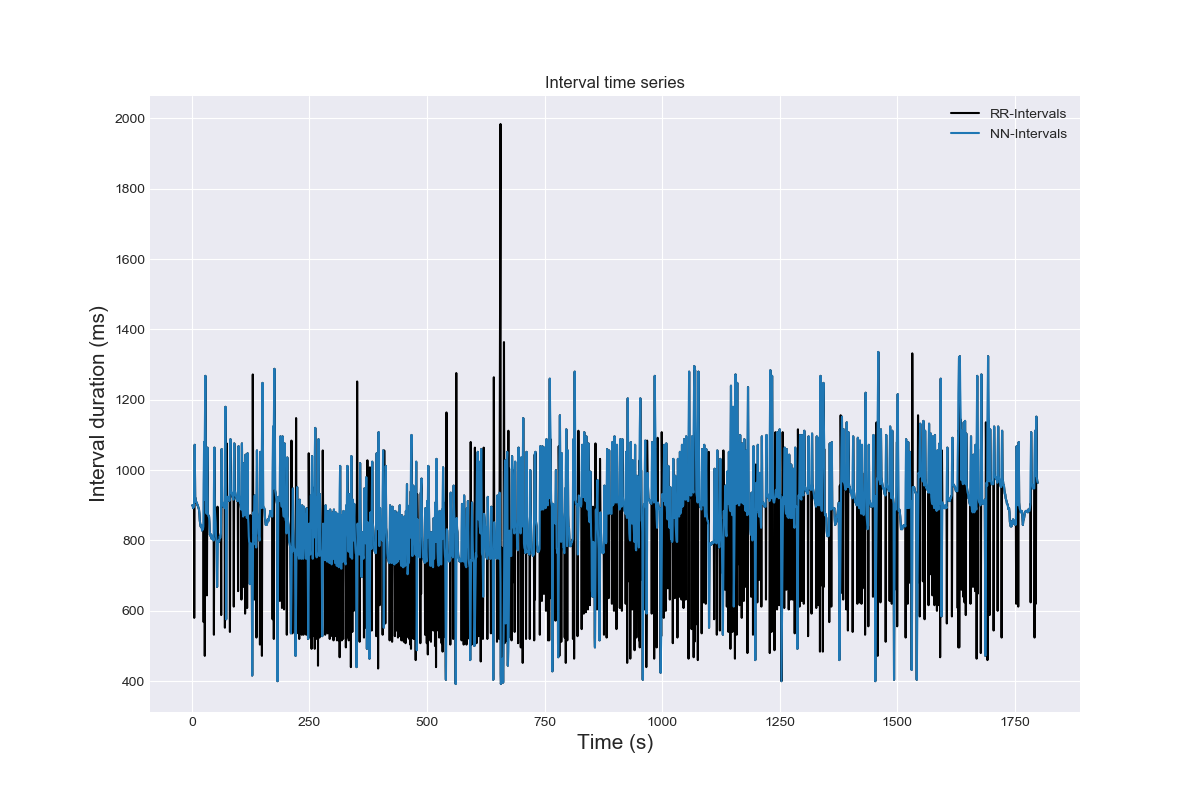 Interval time series
RR-Intervals
NN-Intervals
2000
1800
1600
1400
1200
1000
800
600
400
Interval duration (ms)
0 250 500 750 1000 1250 1500 1750
Time (s)